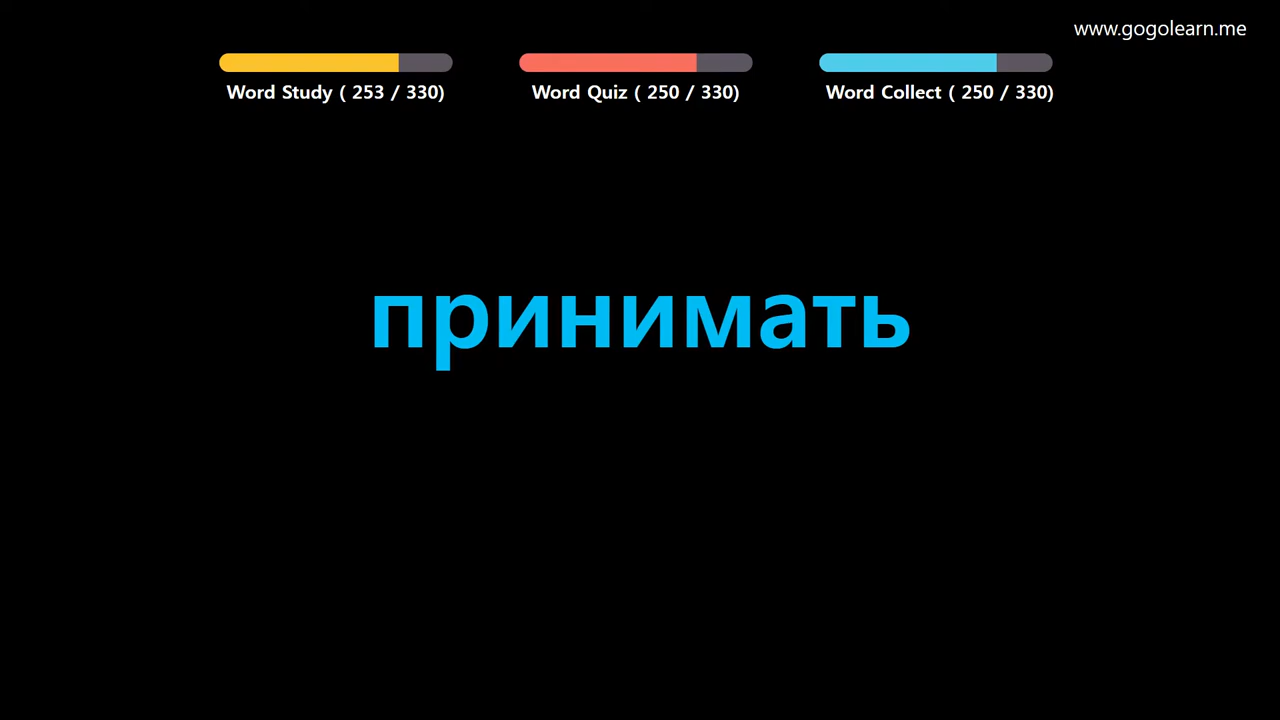 www.gogolearn.me
Word Study ( 253 / 330)
Word Quiz ( 250 / 330)
Word Collect ( 250 / 330)
принимать